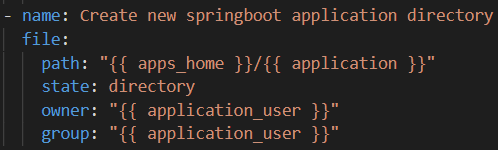 - name: Create new springboot application directory
  file:
    path: "{{ apps_home }}/{{ application }}"
    state: directory
    owner: "{{ application_user }}"
    group: "{{ application_user }}"